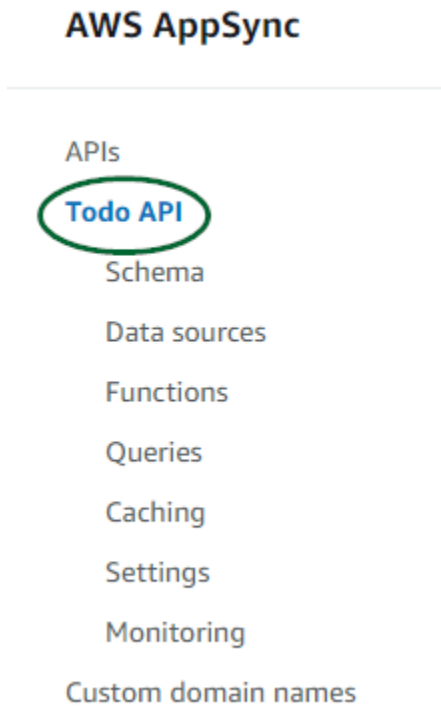 AWS AppSync
APIs
Todo API
Schema
Data sources
Functions
Queries
Caching
Settings
Monitoring
Custom domain names